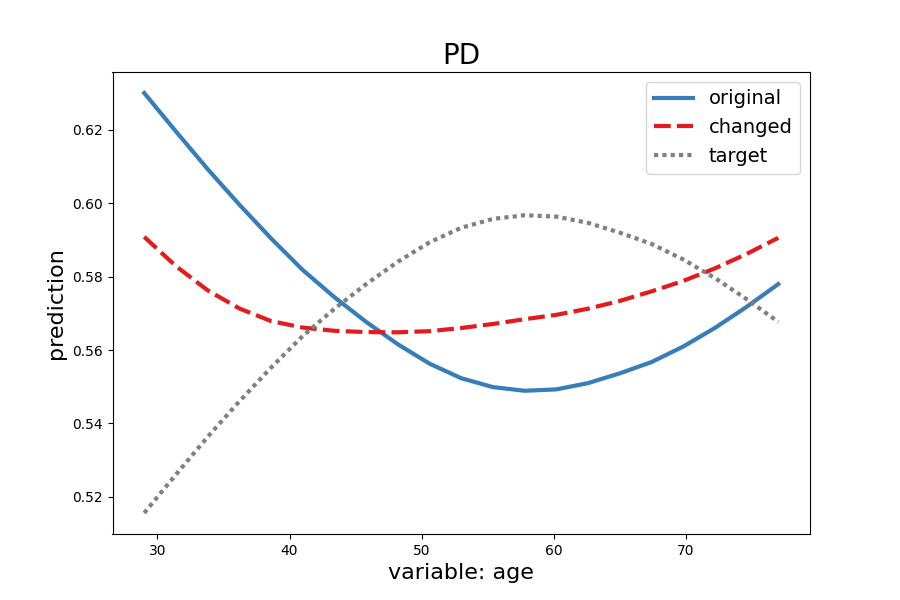 PD
original
changed
target
prediction
0.62
0.60
0.58
0.56
0.54
0.52
30 40 50 60 70
variable: age